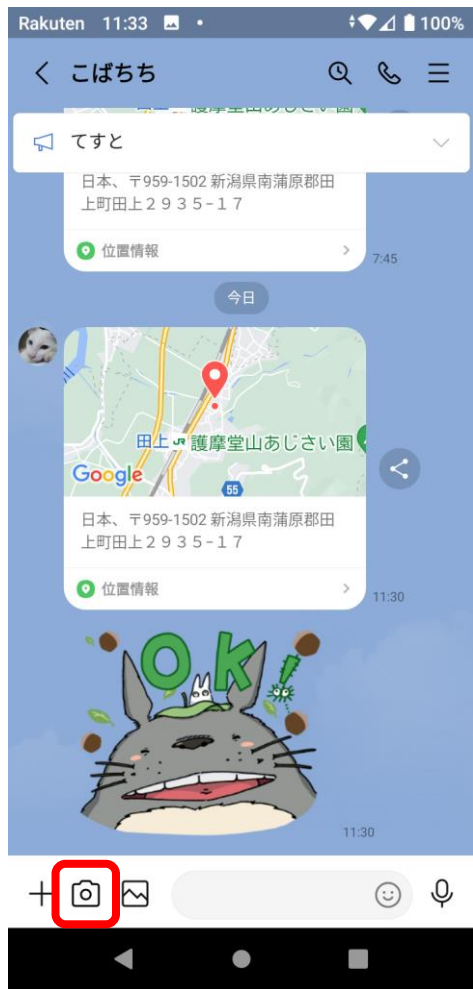 Rakuten 11:33 100%
こばちち
てすと
日本、〒959-1502 新潟県南蒲原郡田
上町田上２９３５−１７
位置情報
7:45
今日
田上 JR 護摩堂山あじさい園
Google
55
日本、〒959-1502 新潟県南蒲原郡田
上町田上２９３５−１７
位置情報
11:30
OK!
11:30